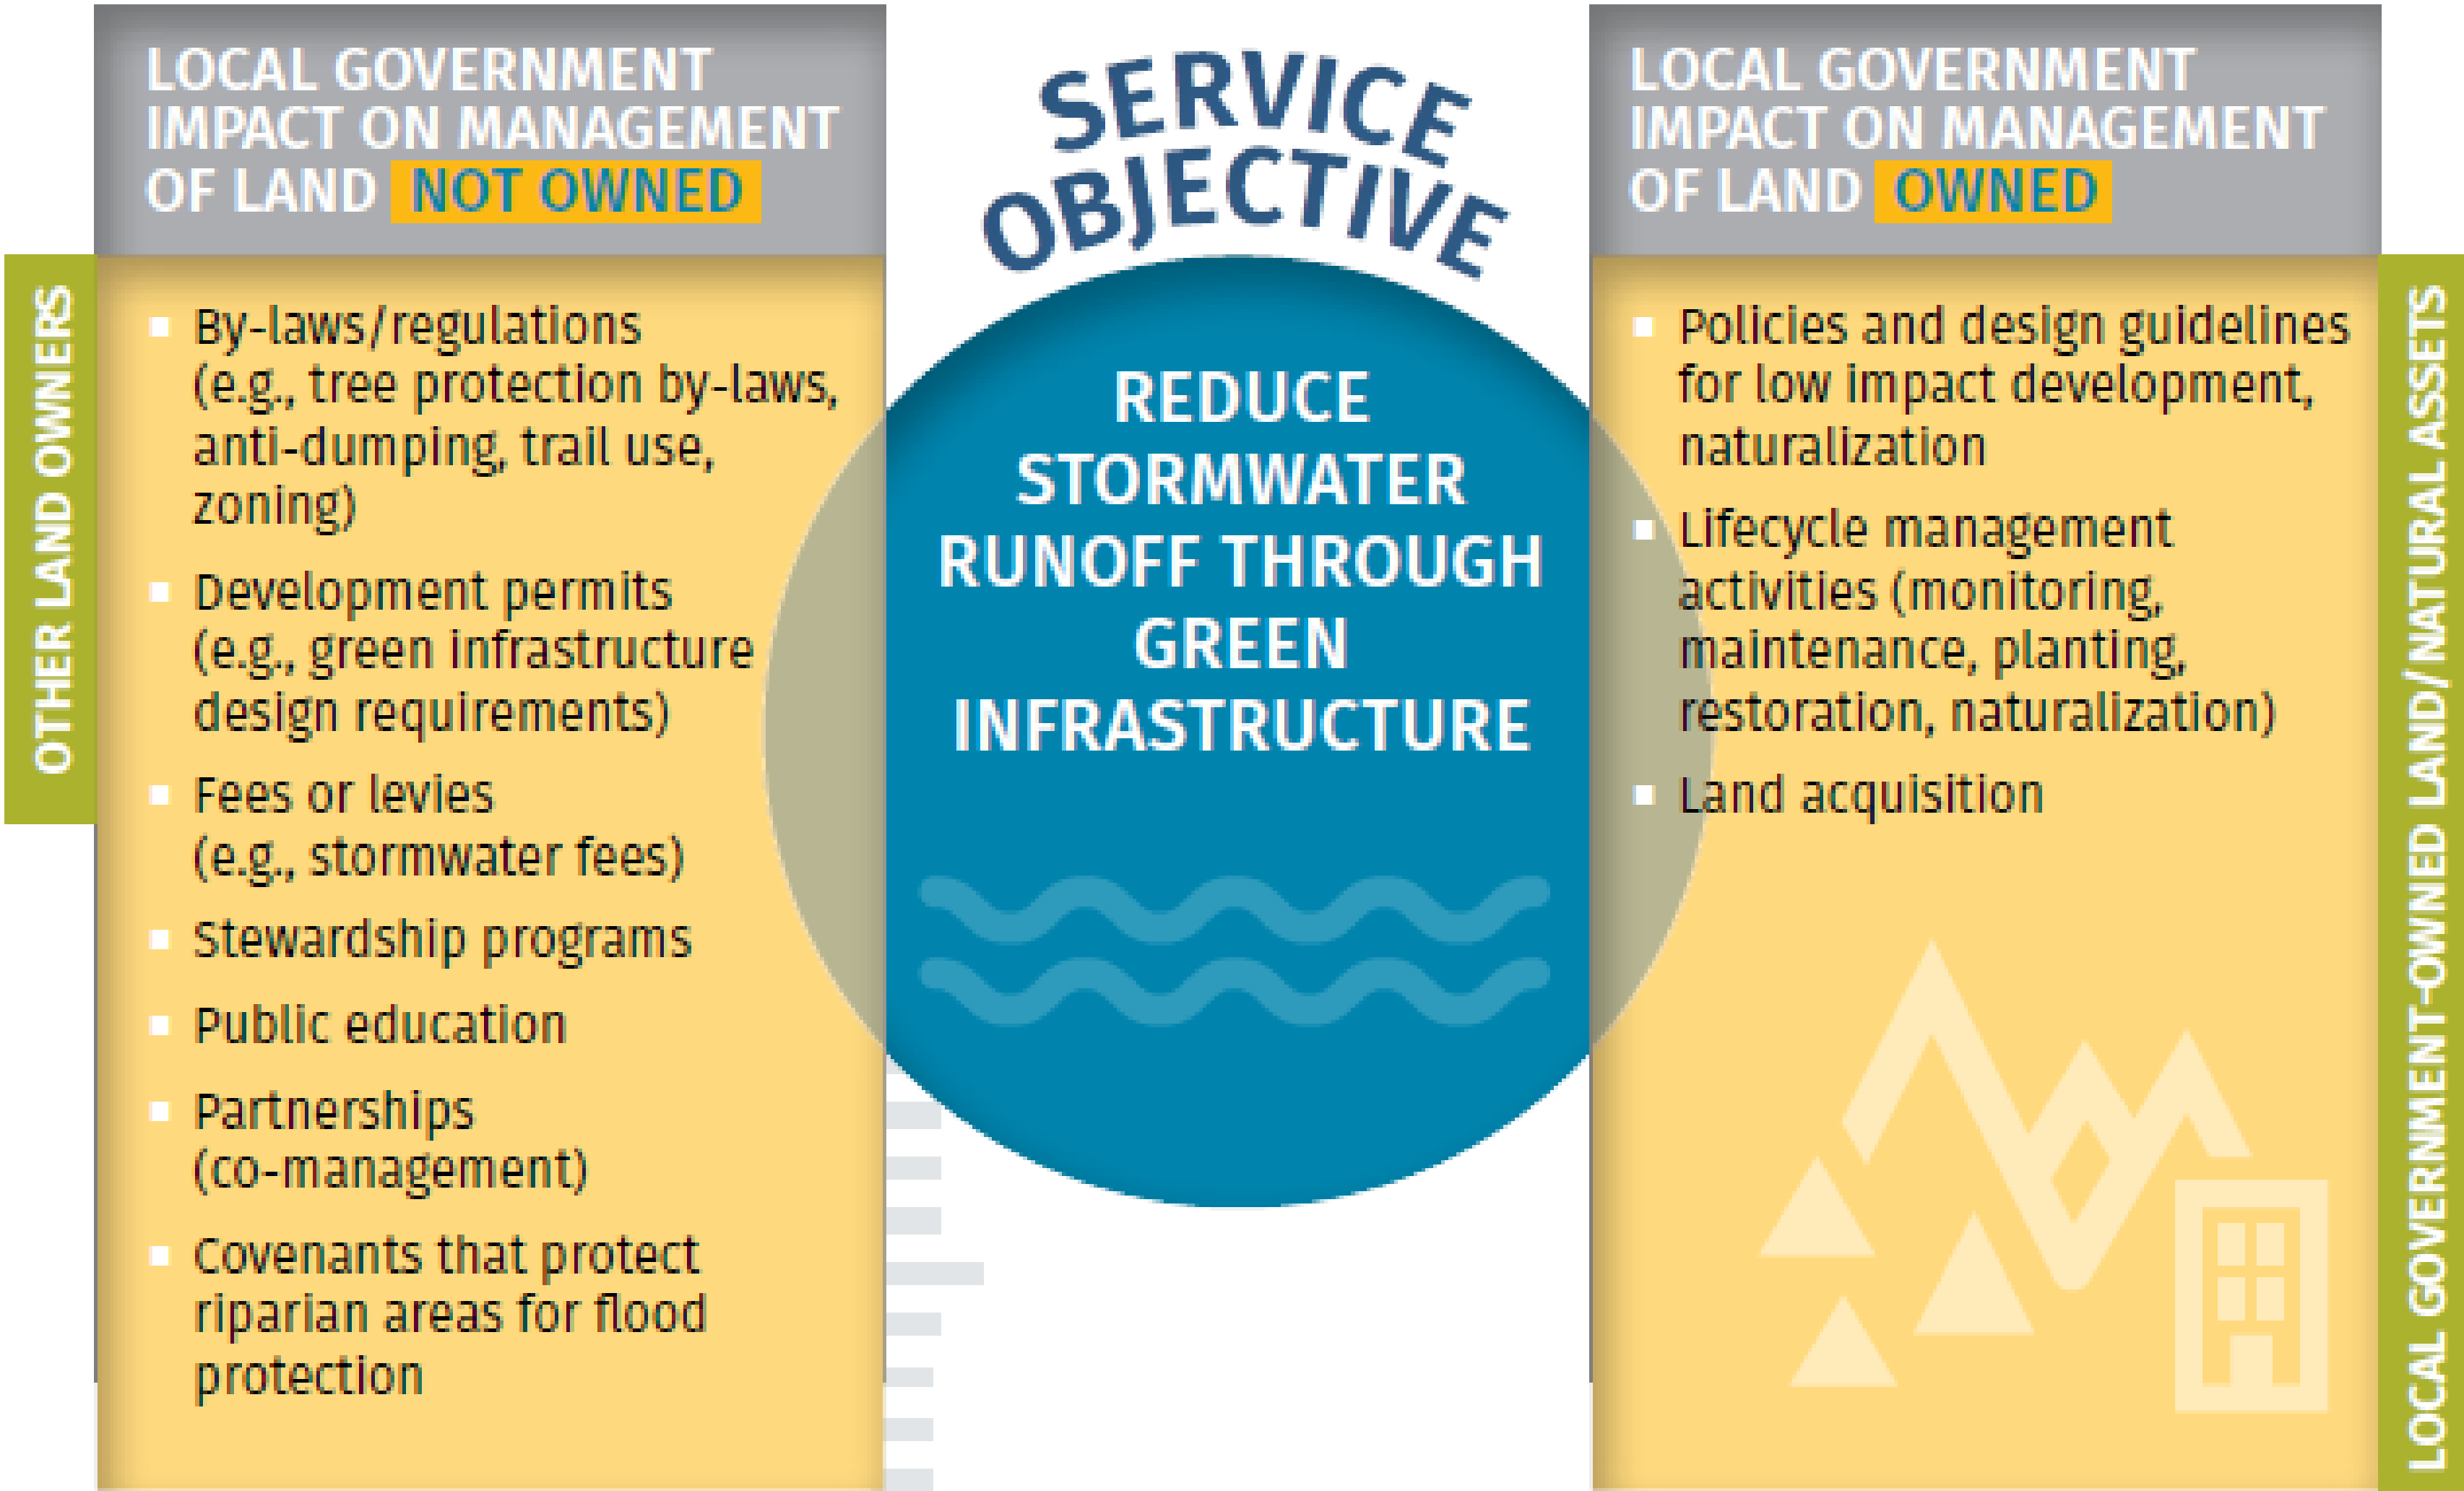 LOCAL GOVERNMENT
IMPACT ON MANAGEMENT
OF LAND NOT OWNED
OTHER LAND OWNERS
By-laws/regulations
(e.g., tree protection by-laws,
anti-dumping, trail use,
zoning)
Development permits
(e.g., green infrastructure
design requirements)
Fees or levies
(e.g., stormwater fees)
Stewardship programs
Public education
Partnerships
(co-management)
Covenants that protect
riparian areas for flood
protection
SERVICE
OBJECTIVE
REDUCE
STORMWATER
RUNOFF THROUGH
GREEN
INFRASTRUCTURE
LOCAL GOVERNMENT
IMPACT ON MANAGEMENT
OF LAND OWNED
Policies and design guidelines
for low impact development,
naturalization
Lifecycle management
activities (monitoring,
maintenance, planting,
restoration, naturalization)
Land acquisition
LOCAL GOVERNMENT-OWNED LAND/NATURAL ASSETS